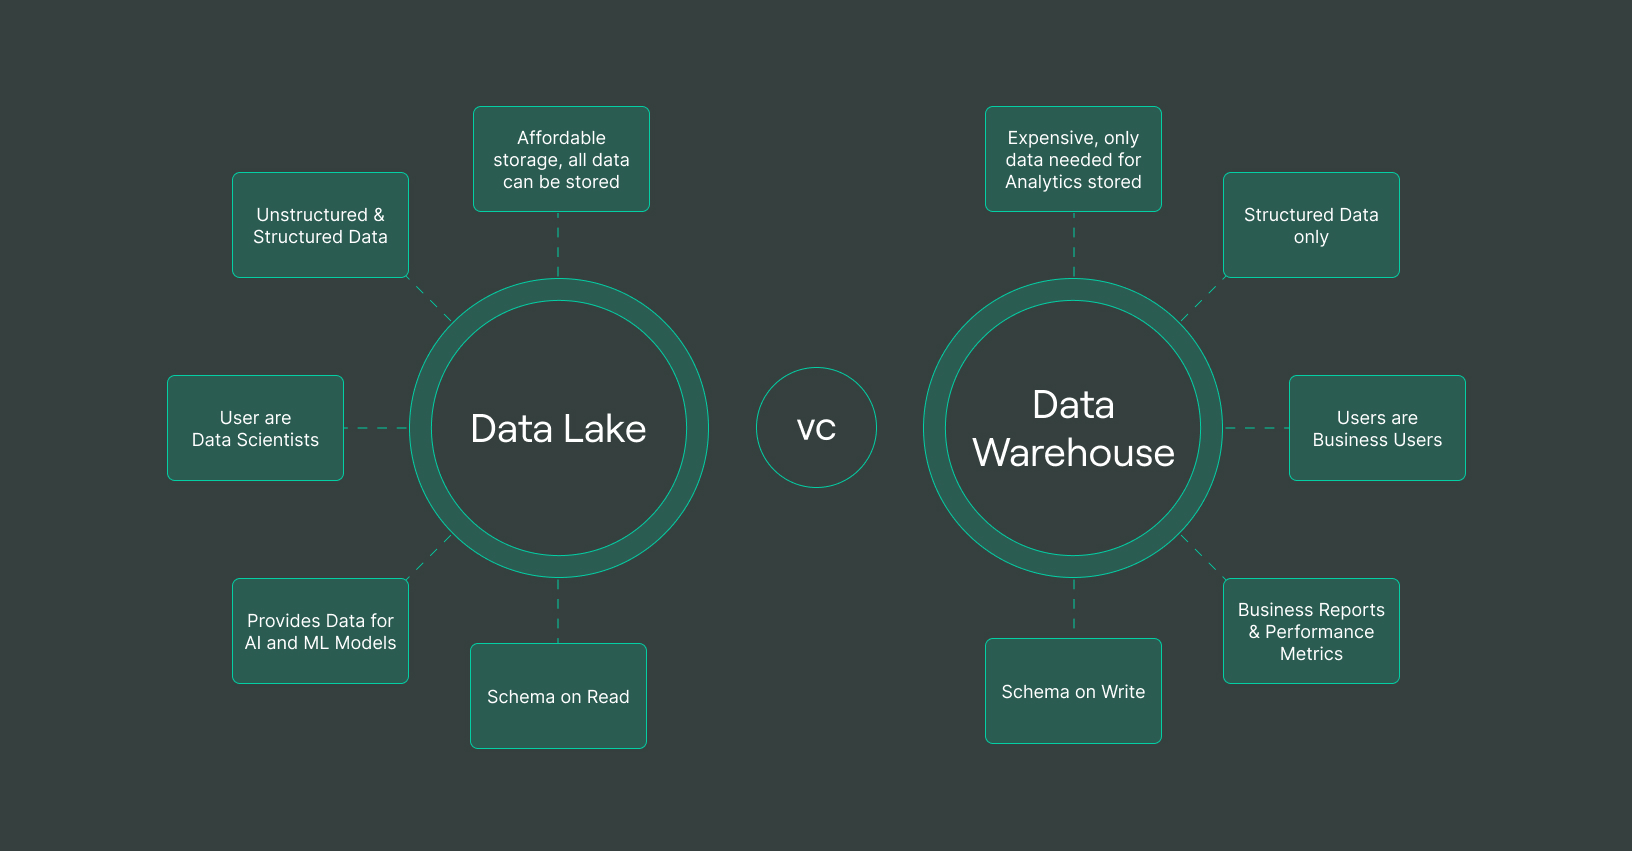 Affordable
storage, all data
can be stored
Unstructured &
Structured Data
User are
Data Scientists
Provides Data for
AI and ML Models
Schema on Read
Data Lake
vc
Data
Warehouse
Expensive, only
data needed for
Analytics stored
Structured Data
only
Users are
Business Users
Business Reports
& Performance
Metrics
Schema on Write